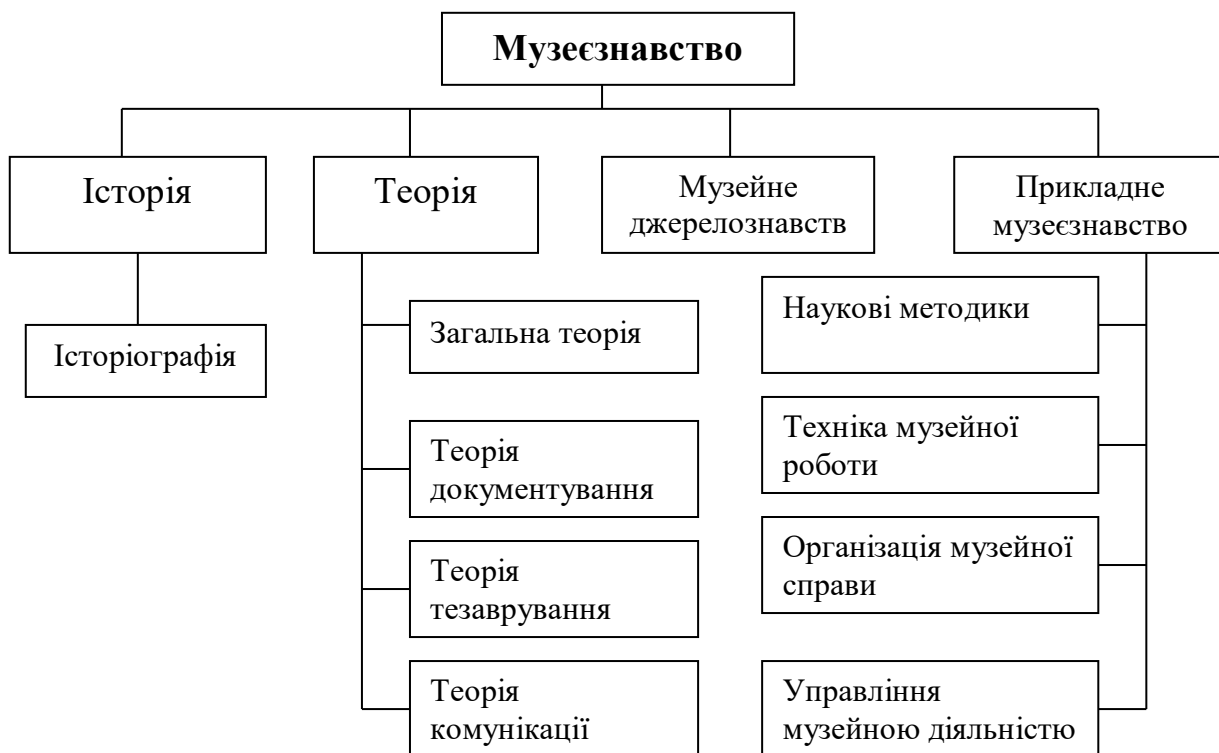 Музеєзнавство
Історія
Теорія
Музейне
джерелознавств
Прикладне
музеєзнавство
Історіографія
Загальна теорія
Теорія
документування
Теорія
тезаврування
Теорія
комунікації
Наукові методики
Техніка музейної
роботи
Організація музейної
справи
Управління
музейною діяльністю